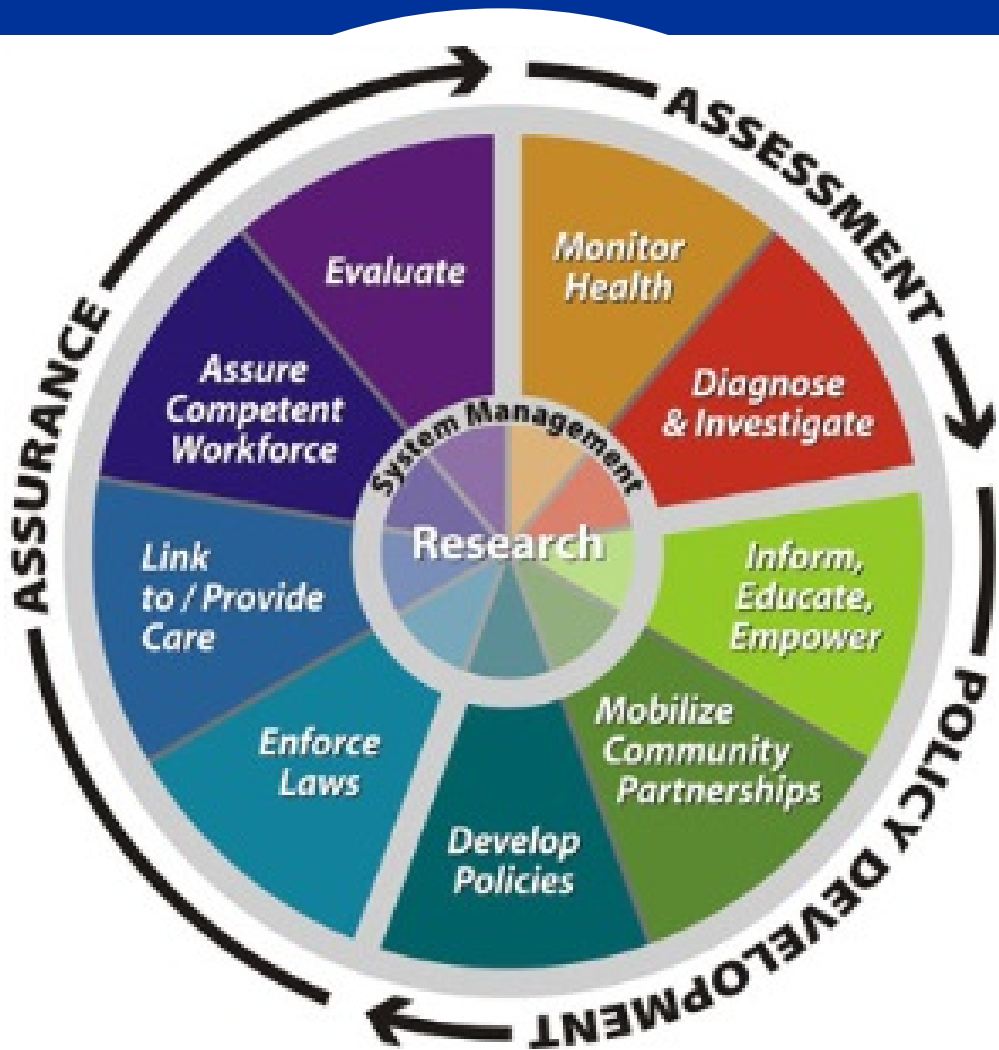 ASSESSMENT
POLICY DEVELOPMENT
ASSURANCE
Monitor
Health
Diagnose
& Investigate
Inform,
Educate,
Empower
Mobilize
Community
Partnerships
Develop
Policies
Enforce
Laws
Link
to / Provide
Care
Assure
Competent
Workforce
Evaluate
System Management
Research